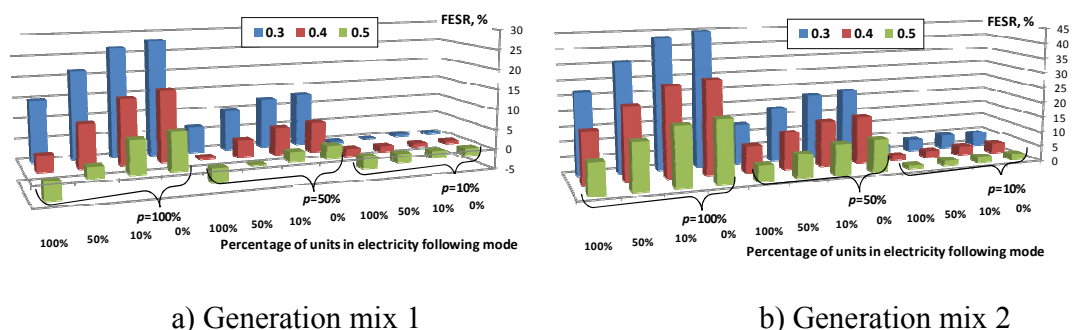 FESR, %
0.3 0.4 0.5
30
25
20
15
10
5
0
-5
p=100%
p=50%
p=10%
100% 50% 10% 0% 100% 50% 10% 0% 100% 50% 10% 0%
Percentage of units in electricity following mode
a) Generation mix 1
FESR, %
0.3 0.4 0.5
45
40
35
30
25
20
15
10
5
0
p=100%
p=50%
p=10%
100% 50% 10% 0% 100% 50% 10% 0% 100% 50% 10% 0%
Percentage of units in electricity following mode
b) Generation mix 2